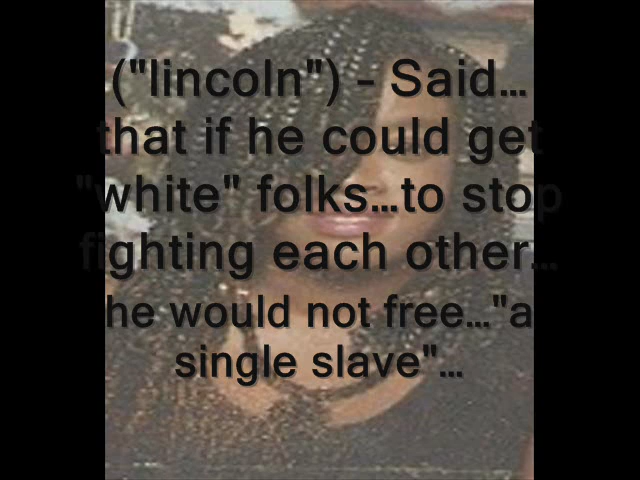 ("lincoln") - Said...
that if he could get
"white" folks...to stop
fighting each other...
he would not free..."a
single slave"...